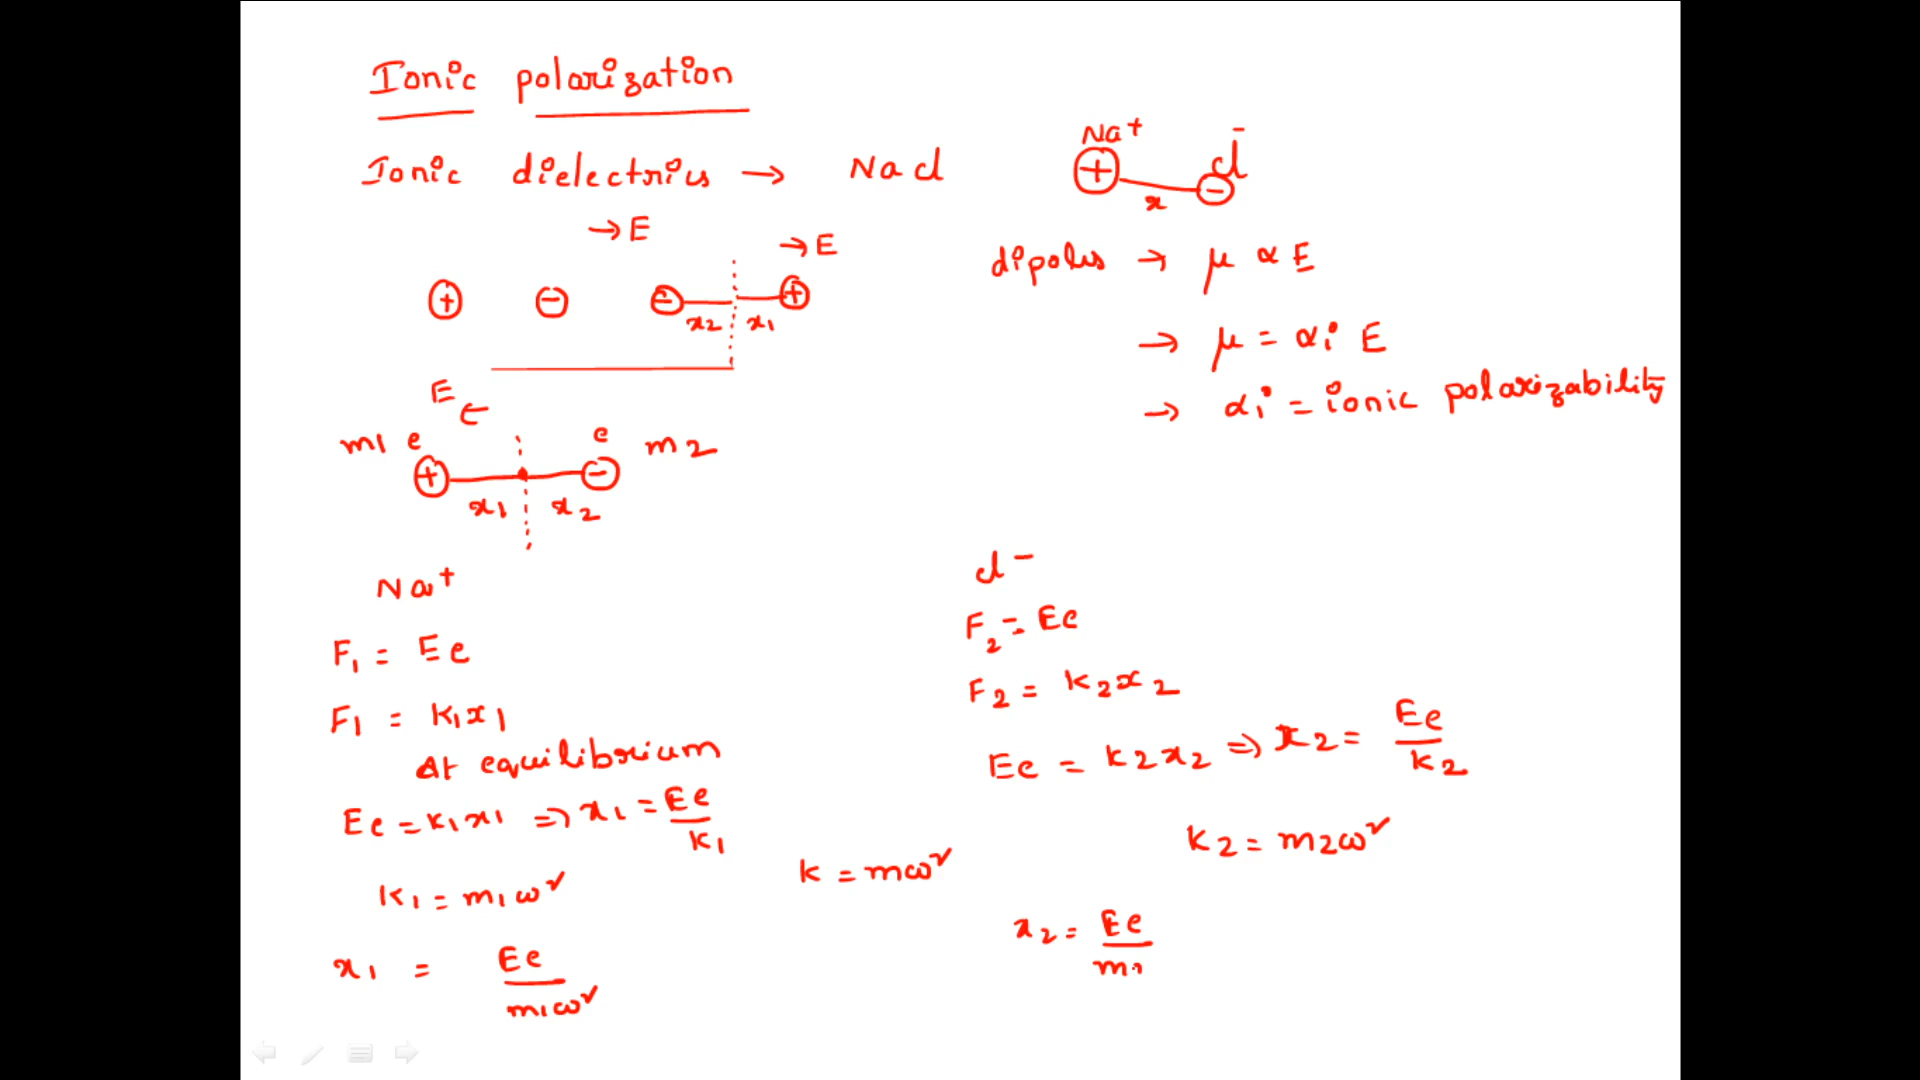 Ionic polarization
Ionic dielectrics → Nacl
Na+ cl-
+ -
x
→ E
→ E
+ - - +
x2 x1
dipoles → μ ∝ E
→ μ = αi E
→ αi = ionic polarizability
E ←
m1 e e m2
+ -
x1 x2
Na+
F1 = Ee
F1 = K1x1
At equilibrium
Ee = K1x1 ⇒ x1 = Ee/K1
K1 = m1ω²
x1 = Ee/m1ω²
k = mω²
cl-
F2 = Ee
F2 = K2x2
Ee = K2x2 ⇒ x2 = Ee/K2
K2 = m2ω²
x2 = Ee/m